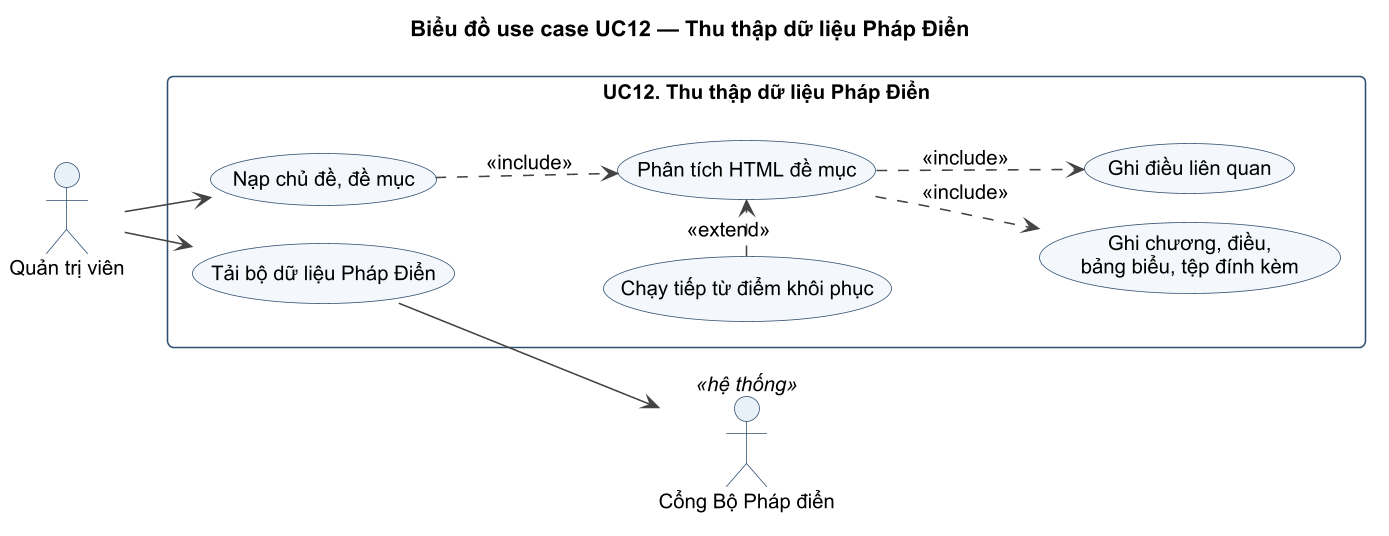 Biểu đồ use case UC12 — Thu thập dữ liệu Pháp Điển
UC12. Thu thập dữ liệu Pháp Điển
Nạp chủ đề, đề mục
«include»
Phân tích HTML đề mục
«include»
Ghi điều liên quan
«include»
Quản trị viên
Tải bộ dữ liệu Pháp Điển
«extend»
Chạy tiếp từ điểm khôi phục
Ghi chương, điều,
bảng biểu, tệp đính kèm
«hệ thống»
Cổng Bộ Pháp điển